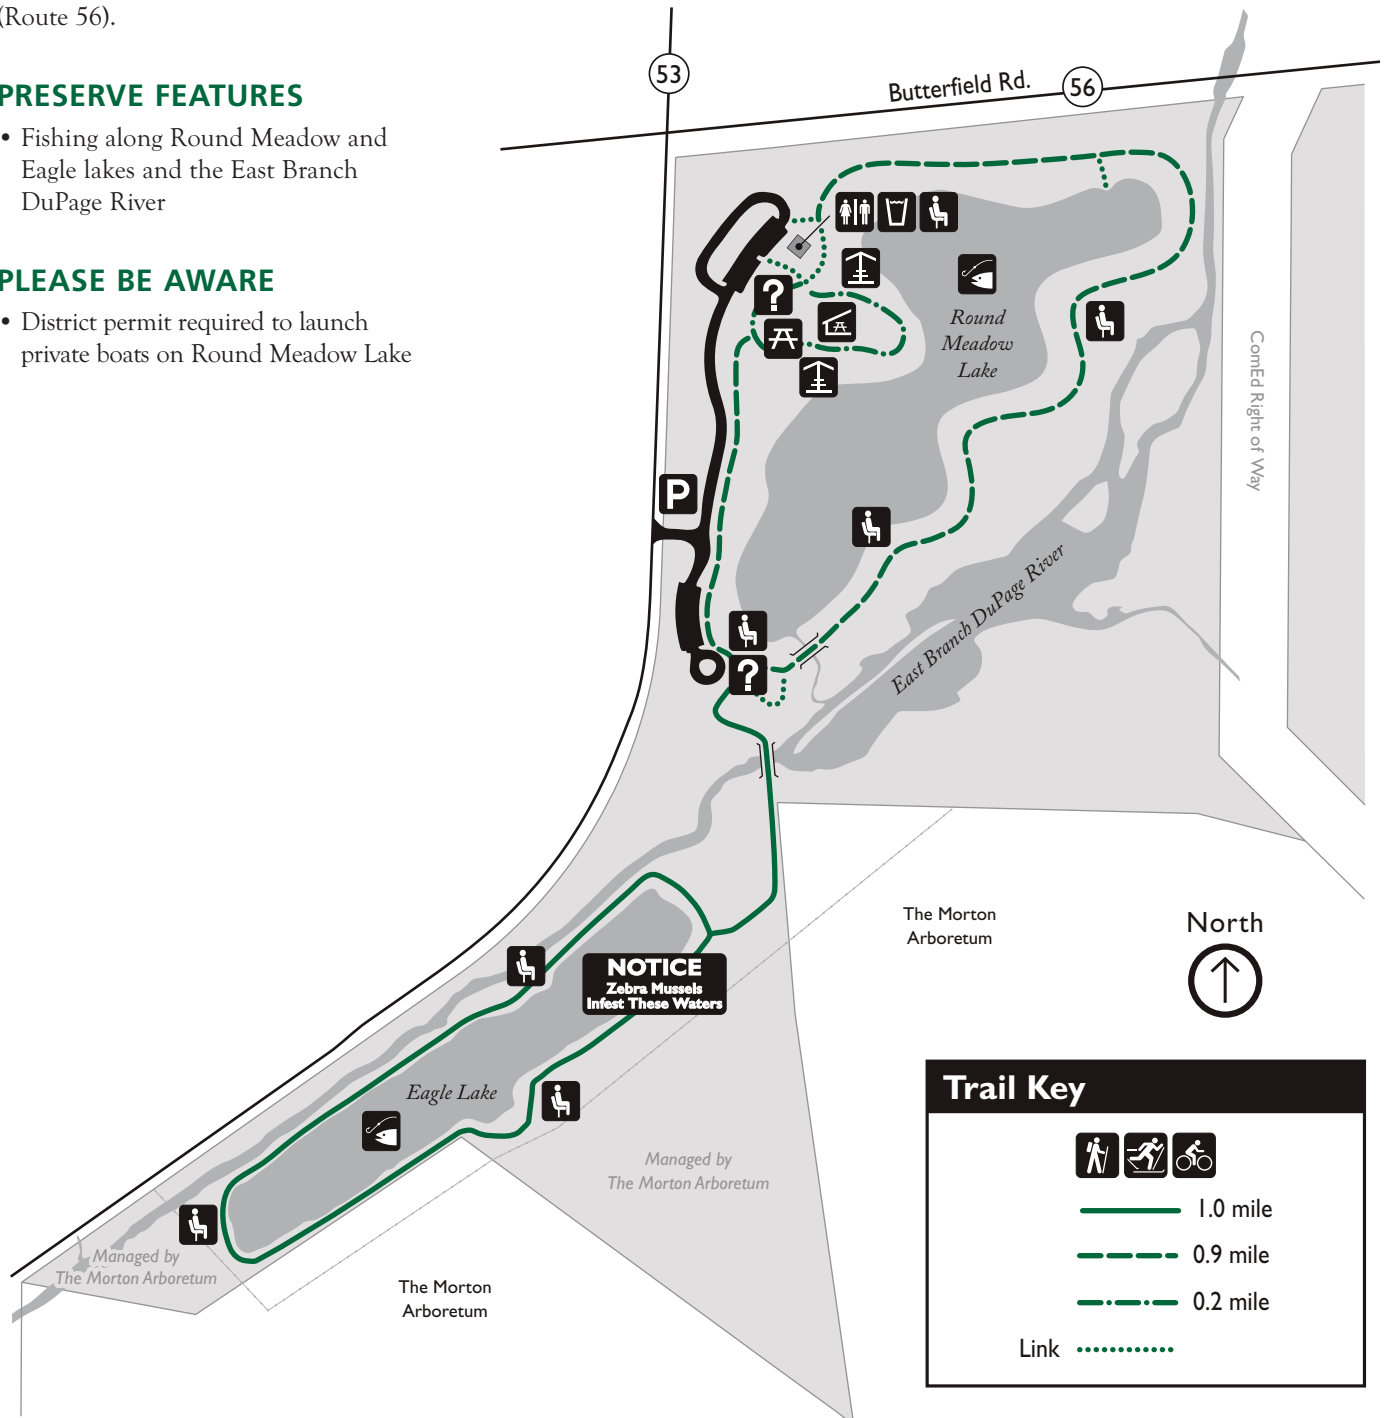 (Route 56).
PRESERVE FEATURES
• Fishing along Round Meadow and
Eagle lakes and the East Branch
DuPage River
PLEASE BE AWARE
• District permit required to launch
private boats on Round Meadow Lake
53
Butterfield Rd.
56
?
Round
Meadow
Lake
ComEd Right of Way
P
East Branch DuPage River
?
The Morton
Arboretum
North
NOTICE
Zebra Mussels
Infest These Waters
Eagle Lake
Managed by
The Morton Arboretum
Managed by
The Morton Arboretum
The Morton
Arboretum
Trail Key
1.0 mile
0.9 mile
0.2 mile
Link